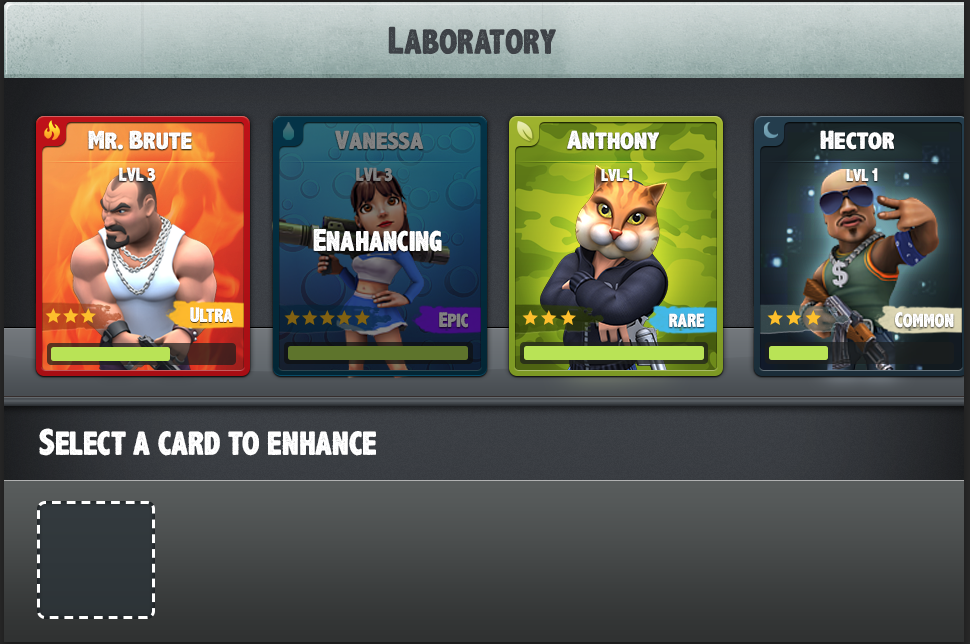 Laboratory
Mr. Brute
LVL 3
Ultra
Vanessa
LVL 3
Enahancing
Epic
Anthony
LVL 1
Rare
Hector
LVL 1
$
Common
Select a card to enhance